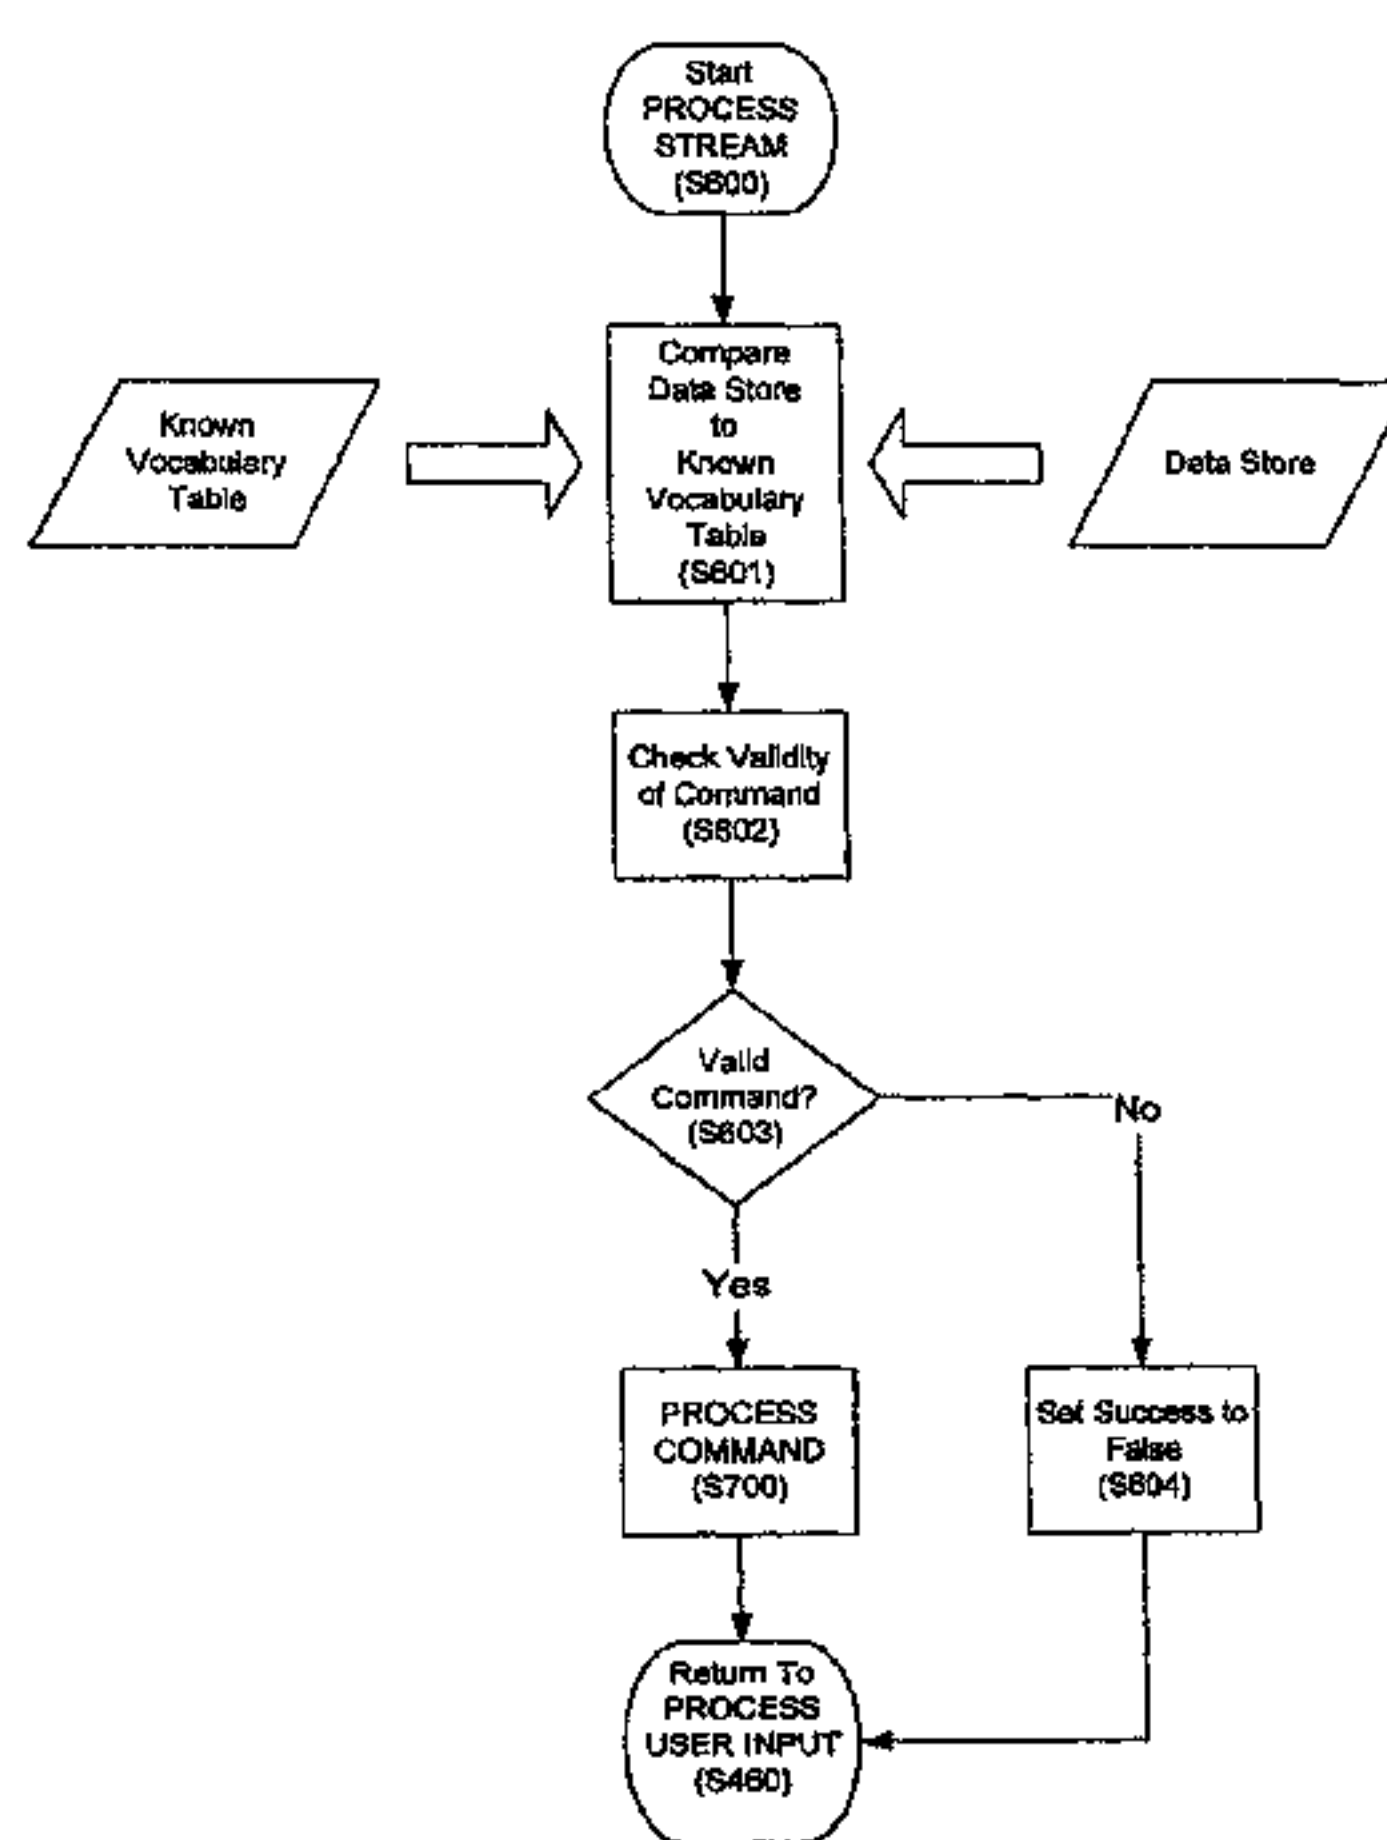 Start
PROCESS
STREAM
(S600)
Compare
Data Store
to
Known
Vocabulary
Table
(S601)
Known
Vocabulary
Table
Data Store
Check Validity
of Command
(S602)
Valid
Command?
(S603)
No
Yes
PROCESS
COMMAND
(S700)
Set Success to
False
(S604)
Return To
PROCESS
USER INPUT
(S460)